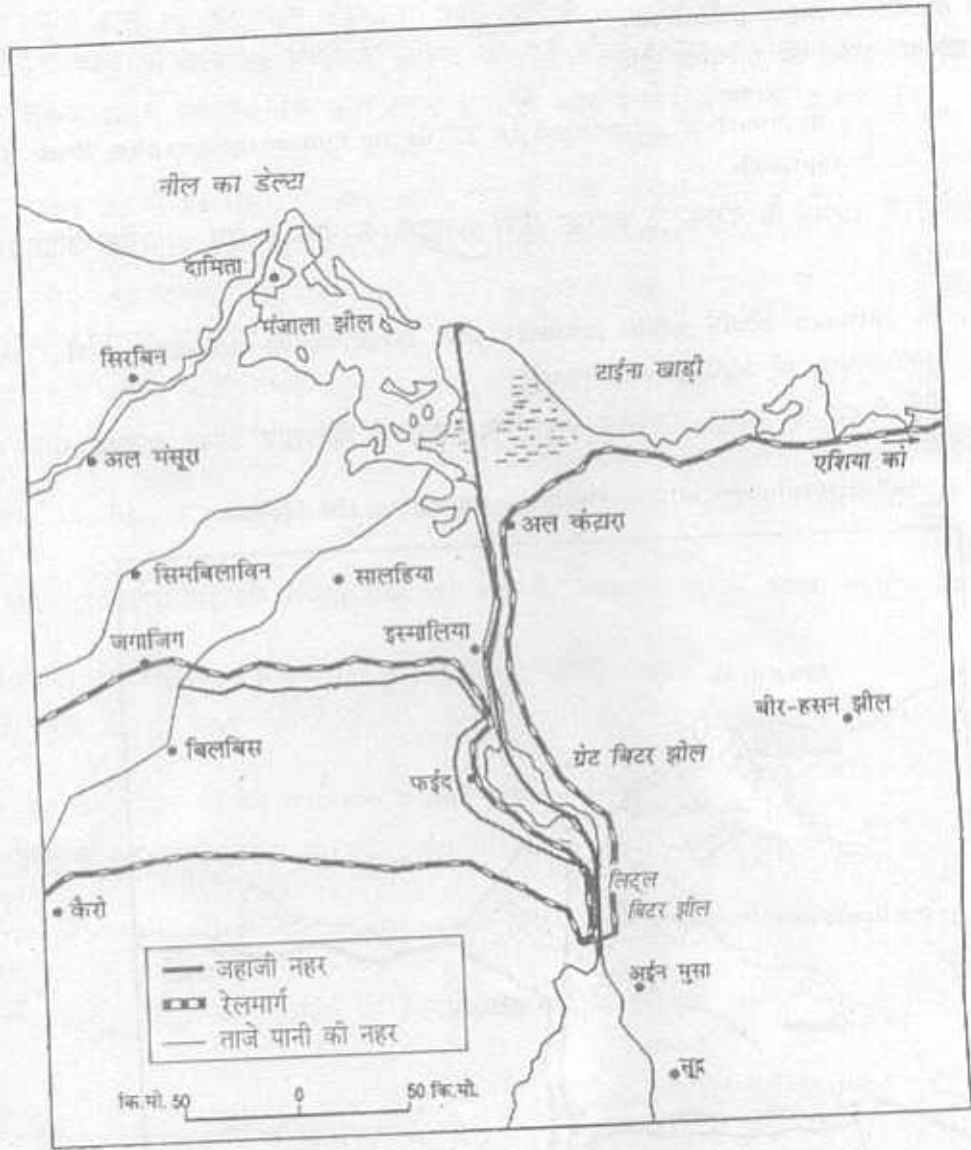 नील का डेल्टा
दामिता
मंजाला झील
सिरबिन
टाईना खाड़ी
अल मंसूरा
एशिया को
अल कंटारा
सिमबिलाविन
सालहिया
इस्मालिया
जगाजिग
बीर-हसन झील
बिलबिस
ग्रेट बिटर झील
फईद
लिट्ल
बिटर झील
कैरो
अईन मुसा
जहाजी नहर
रेलमार्ग
ताजे पानी की नहर
कि.मी. 50 0 50 कि.मी.